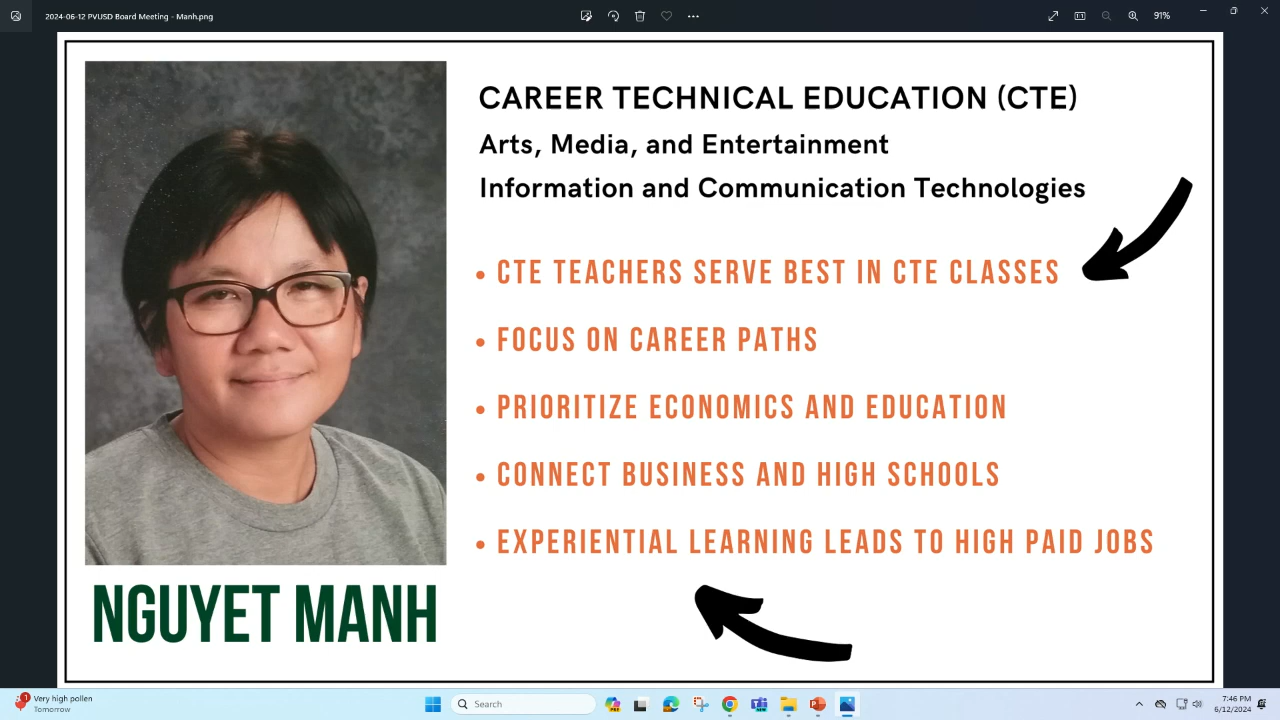 2024-06-12 PVUSD Board Meeting - Manh.png
91%
CAREER TECHNICAL EDUCATION (CTE)
Arts, Media, and Entertainment
Information and Communication Technologies
• CTE TEACHERS SERVE BEST IN CTE CLASSES
• FOCUS ON CAREER PATHS
• PRIORITIZE ECONOMICS AND EDUCATION
• CONNECT BUSINESS AND HIGH SCHOOLS
• EXPERIENTIAL LEARNING LEADS TO HIGH PAID JOBS
NGUYET MANH
1
Very high pollen
Tomorrow
Search
7:46 PM
6/12/2024